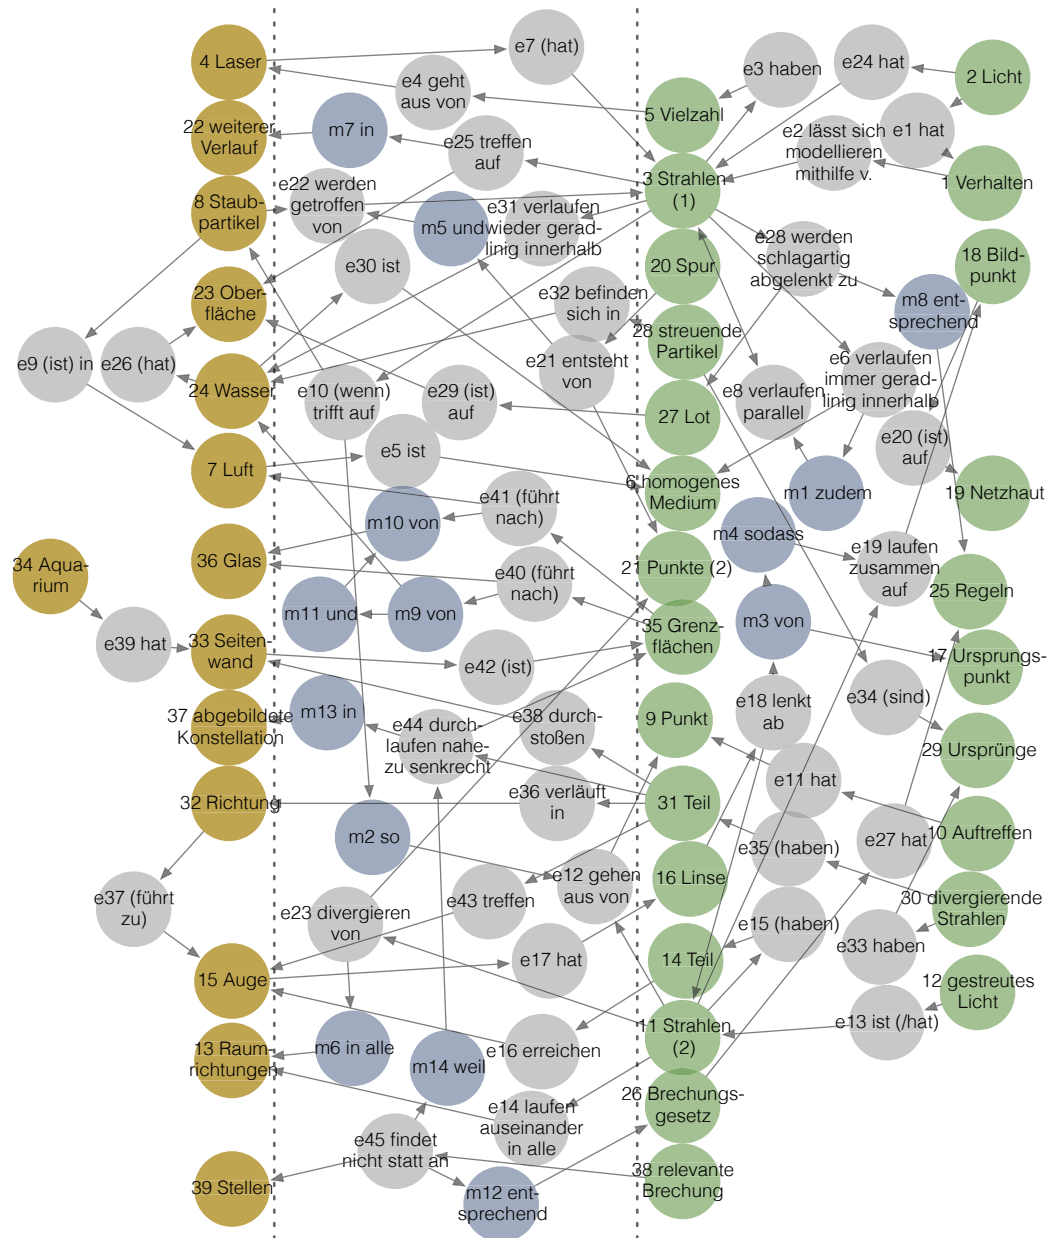 4 Laser
e7 (hat)
e4 geht
aus von
e3 haben
e24 hat
2 Licht
5 Vielzahl
22 weiterer
Verlauf
m7 in
e25 treffen
auf
e2 lässt sich
modellieren
mithilfe v.
e1 hat
1 Verhalten
3 Strahlen
(1)
8 Staub-
partikel
e22 werden
getroffen
von
m5 und
e31 verlaufen
wieder gerad-
linig innerhalb
e30 ist
20 Spur
e28 werden
schlagartig
abgelenkt zu
18 Bild-
punkt
23 Ober-
fläche
e32 befinden
sich in
28 streuende
Partikel
m8 ent-
sprechend
e9 (ist) in
e26 (hat)
24 Wasser
e10 (wenn)
trifft auf
e29 (ist)
auf
e21 entsteht
von
e8 verlaufen
parallel
e6 verlaufen
immer gerad-
linig innerhalb
27 Lot
e20 (ist)
auf
7 Luft
e5 ist
6 homogenes
Medium
m1 zudem
19 Netzhaut
e41 (führt
nach)
m10 von
m4 sodass
34 Aqua-
rium
36 Glas
e40 (führt
nach)
21 Punkte (2)
e19 laufen
zusammen
auf
25 Regeln
m11 und
m9 von
35 Grenz-
flächen
m3 von
e39 hat
33 Seiten-
wand
e42 (ist)
17 Ursprungs-
punkt
37 abgebildete
Konstellation
m13 in
e44 durch-
laufen nahe-
zu senkrecht
e38 durch-
stoßen
9 Punkt
e18 lenkt
ab
e34 (sind)
29 Ursprünge
32 Richtung
e36 verläuft
in
31 Teil
e11 hat
m2 so
e35 (haben)
e27 hat
10 Auftreffen
e37 (führt
zu)
e23 divergieren
von
e43 treffen
e12 gehen
aus von
16 Linse
e15 (haben)
30 divergierende
Strahlen
e33 haben
15 Auge
e17 hat
14 Teil
12 gestreutes
Licht
13 Raum-
richtungen
m6 in alle
m14 weil
e16 erreichen
11 Strahlen
(2)
e13 ist (/hat)
e14 laufen
auseinander
in alle
26 Brechungs-
gesetz
e45 findet
nicht statt an
39 Stellen
m12 ent-
sprechend
38 relevante
Brechung